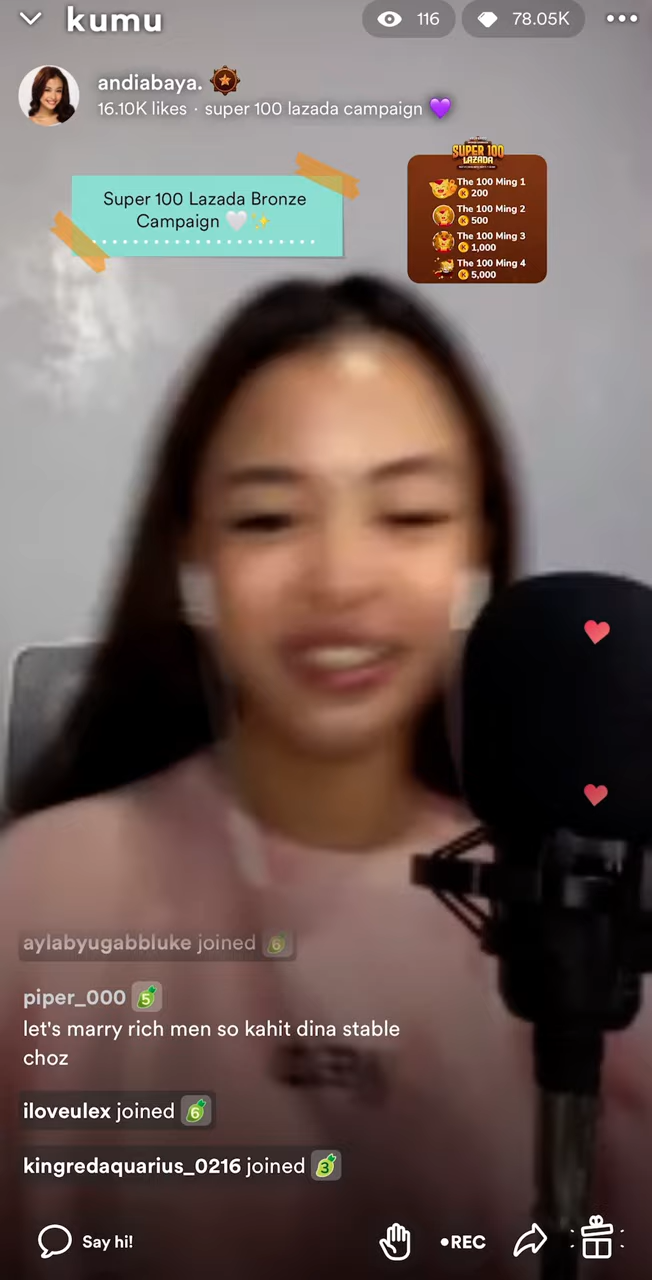 kumu
116
78.05K
andiabaya.
16.10K likes · super 100 lazada campaign 💜
Super 100 Lazada Bronze
Campaign 🤍✨
SUPER 100
LAZADA
The 100 Ming 1
200
The 100 Ming 2
500
The 100 Ming 3
1,000
The 100 Ming 4
5,000
aylabyugabbluke joined 6
piper_000 5
let's marry rich men so kahit dina stable
choz
iloveulex joined 6
kingredaquarius_0216 joined 3
Say hi!
•REC